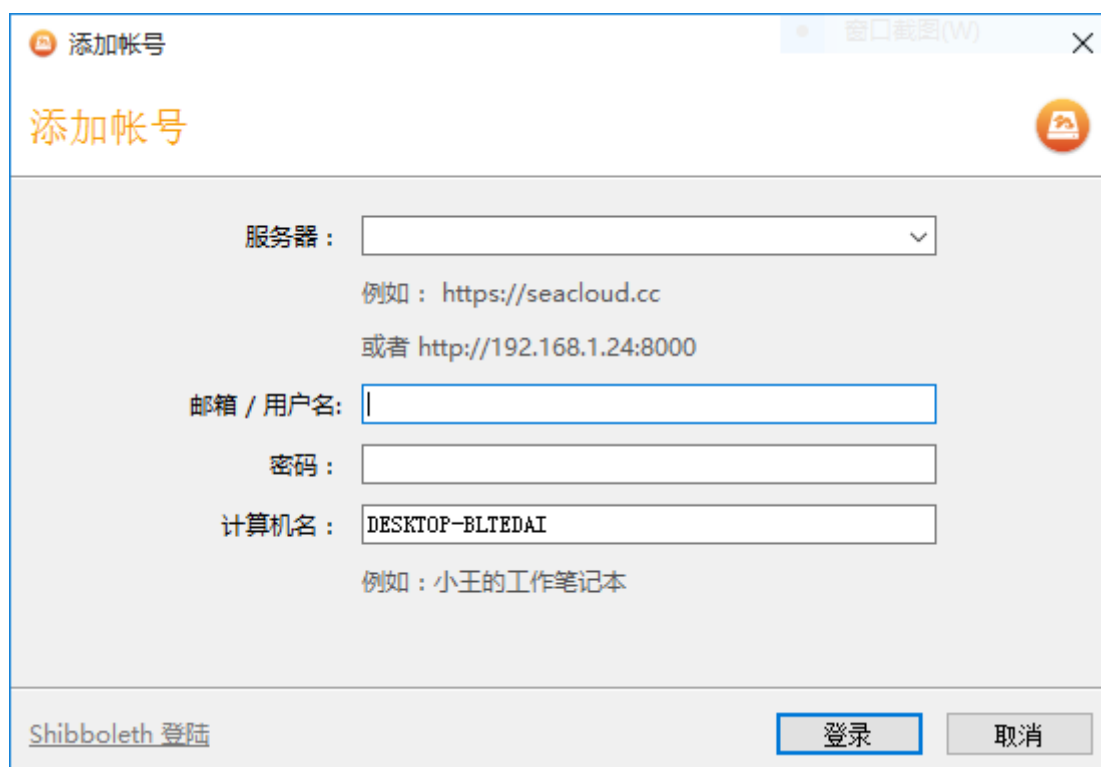 添加帐号
窗口截图(W)
添加帐号
服务器：
例如： https://seacloud.cc
或者 http://192.168.1.24:8000
邮箱 / 用户名:
密码：
计算机名： DESKTOP-BLTEDAI
例如：小王的工作笔记本
Shibboleth 登陆 登录 取消